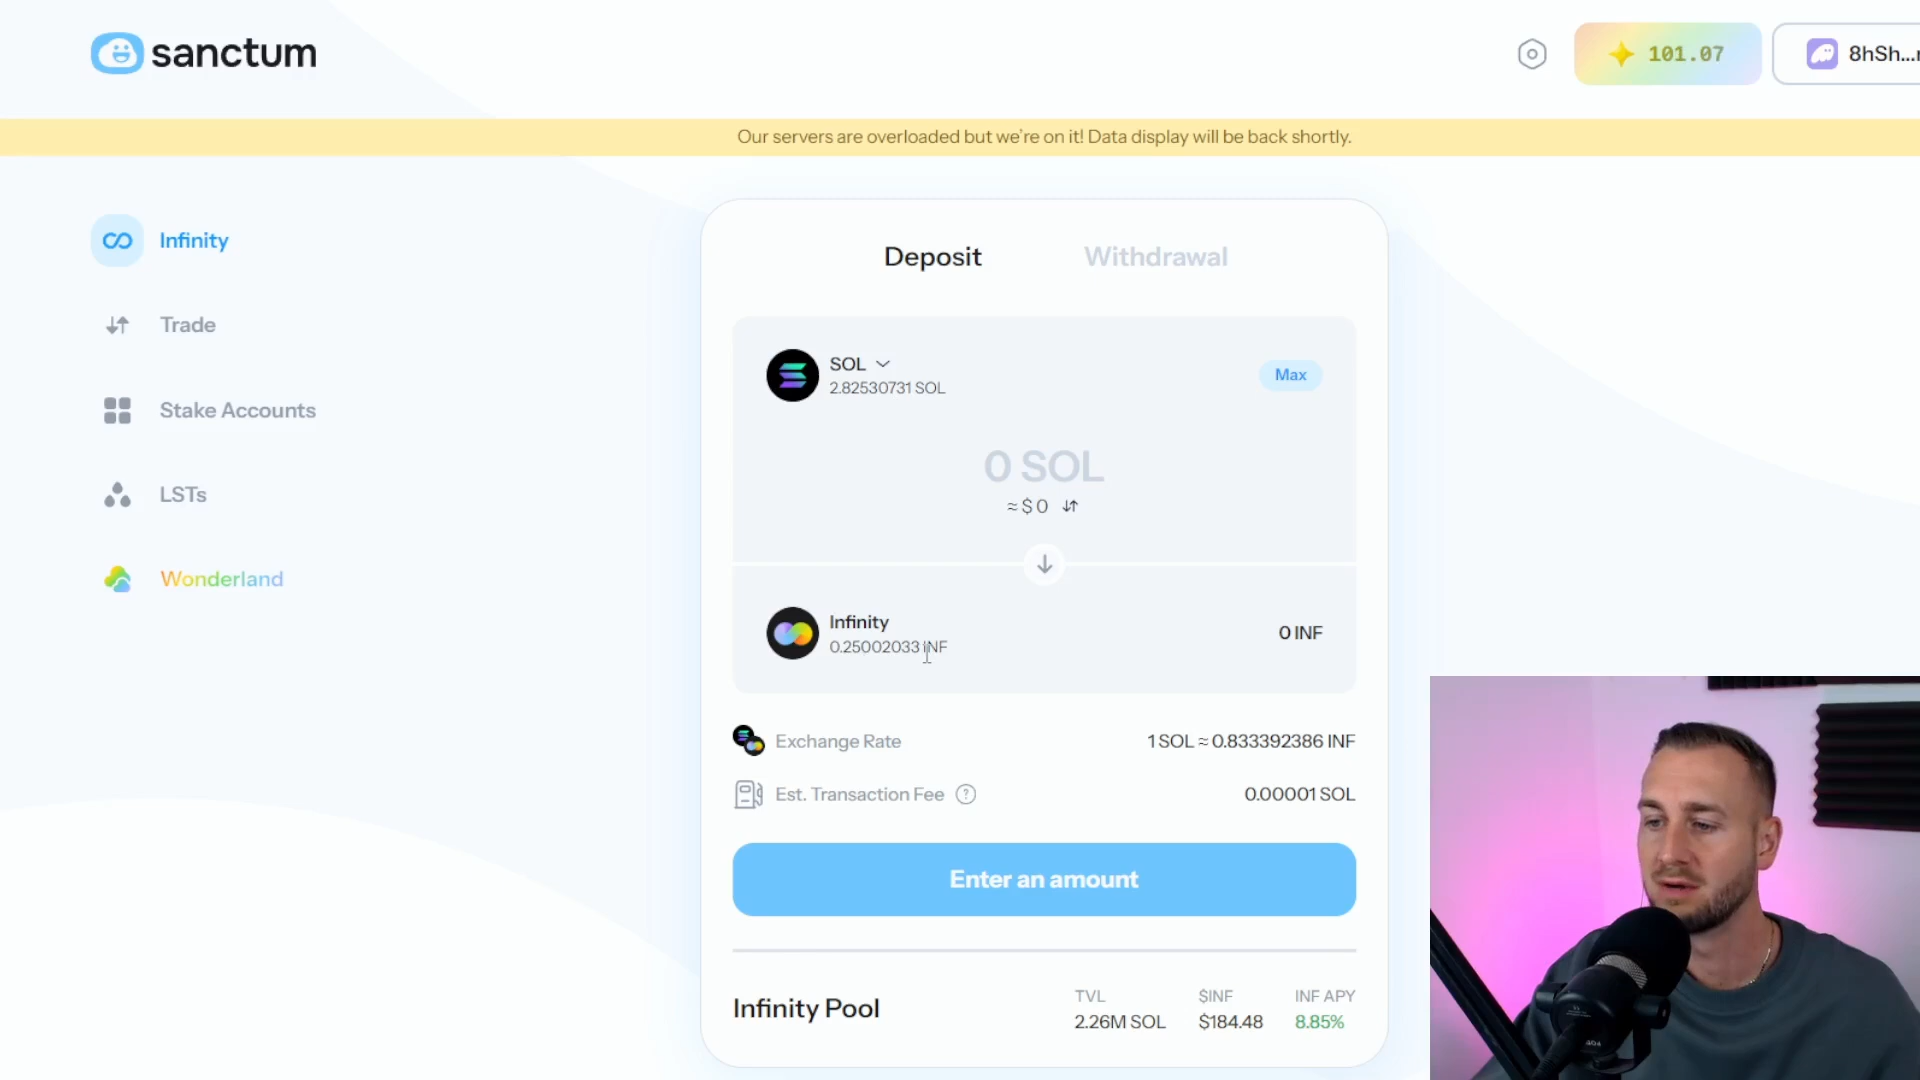 sanctum
101.07
8hSh...
Our servers are overloaded but we're on it! Data display will be back shortly.
Infinity
Trade
Stake Accounts
LSTs
Wonderland
Deposit
Withdrawal
SOL
2.82530731 SOL
Max
0 SOL
≈ $ 0
Infinity
0.25002033 INF
0 INF
Exchange Rate
1 SOL ≈ 0.833392386 INF
Est. Transaction Fee ?
0.00001 SOL
Enter an amount
Infinity Pool
TVL
2.26M SOL
$INF
$184.48
INF APY
8.85%